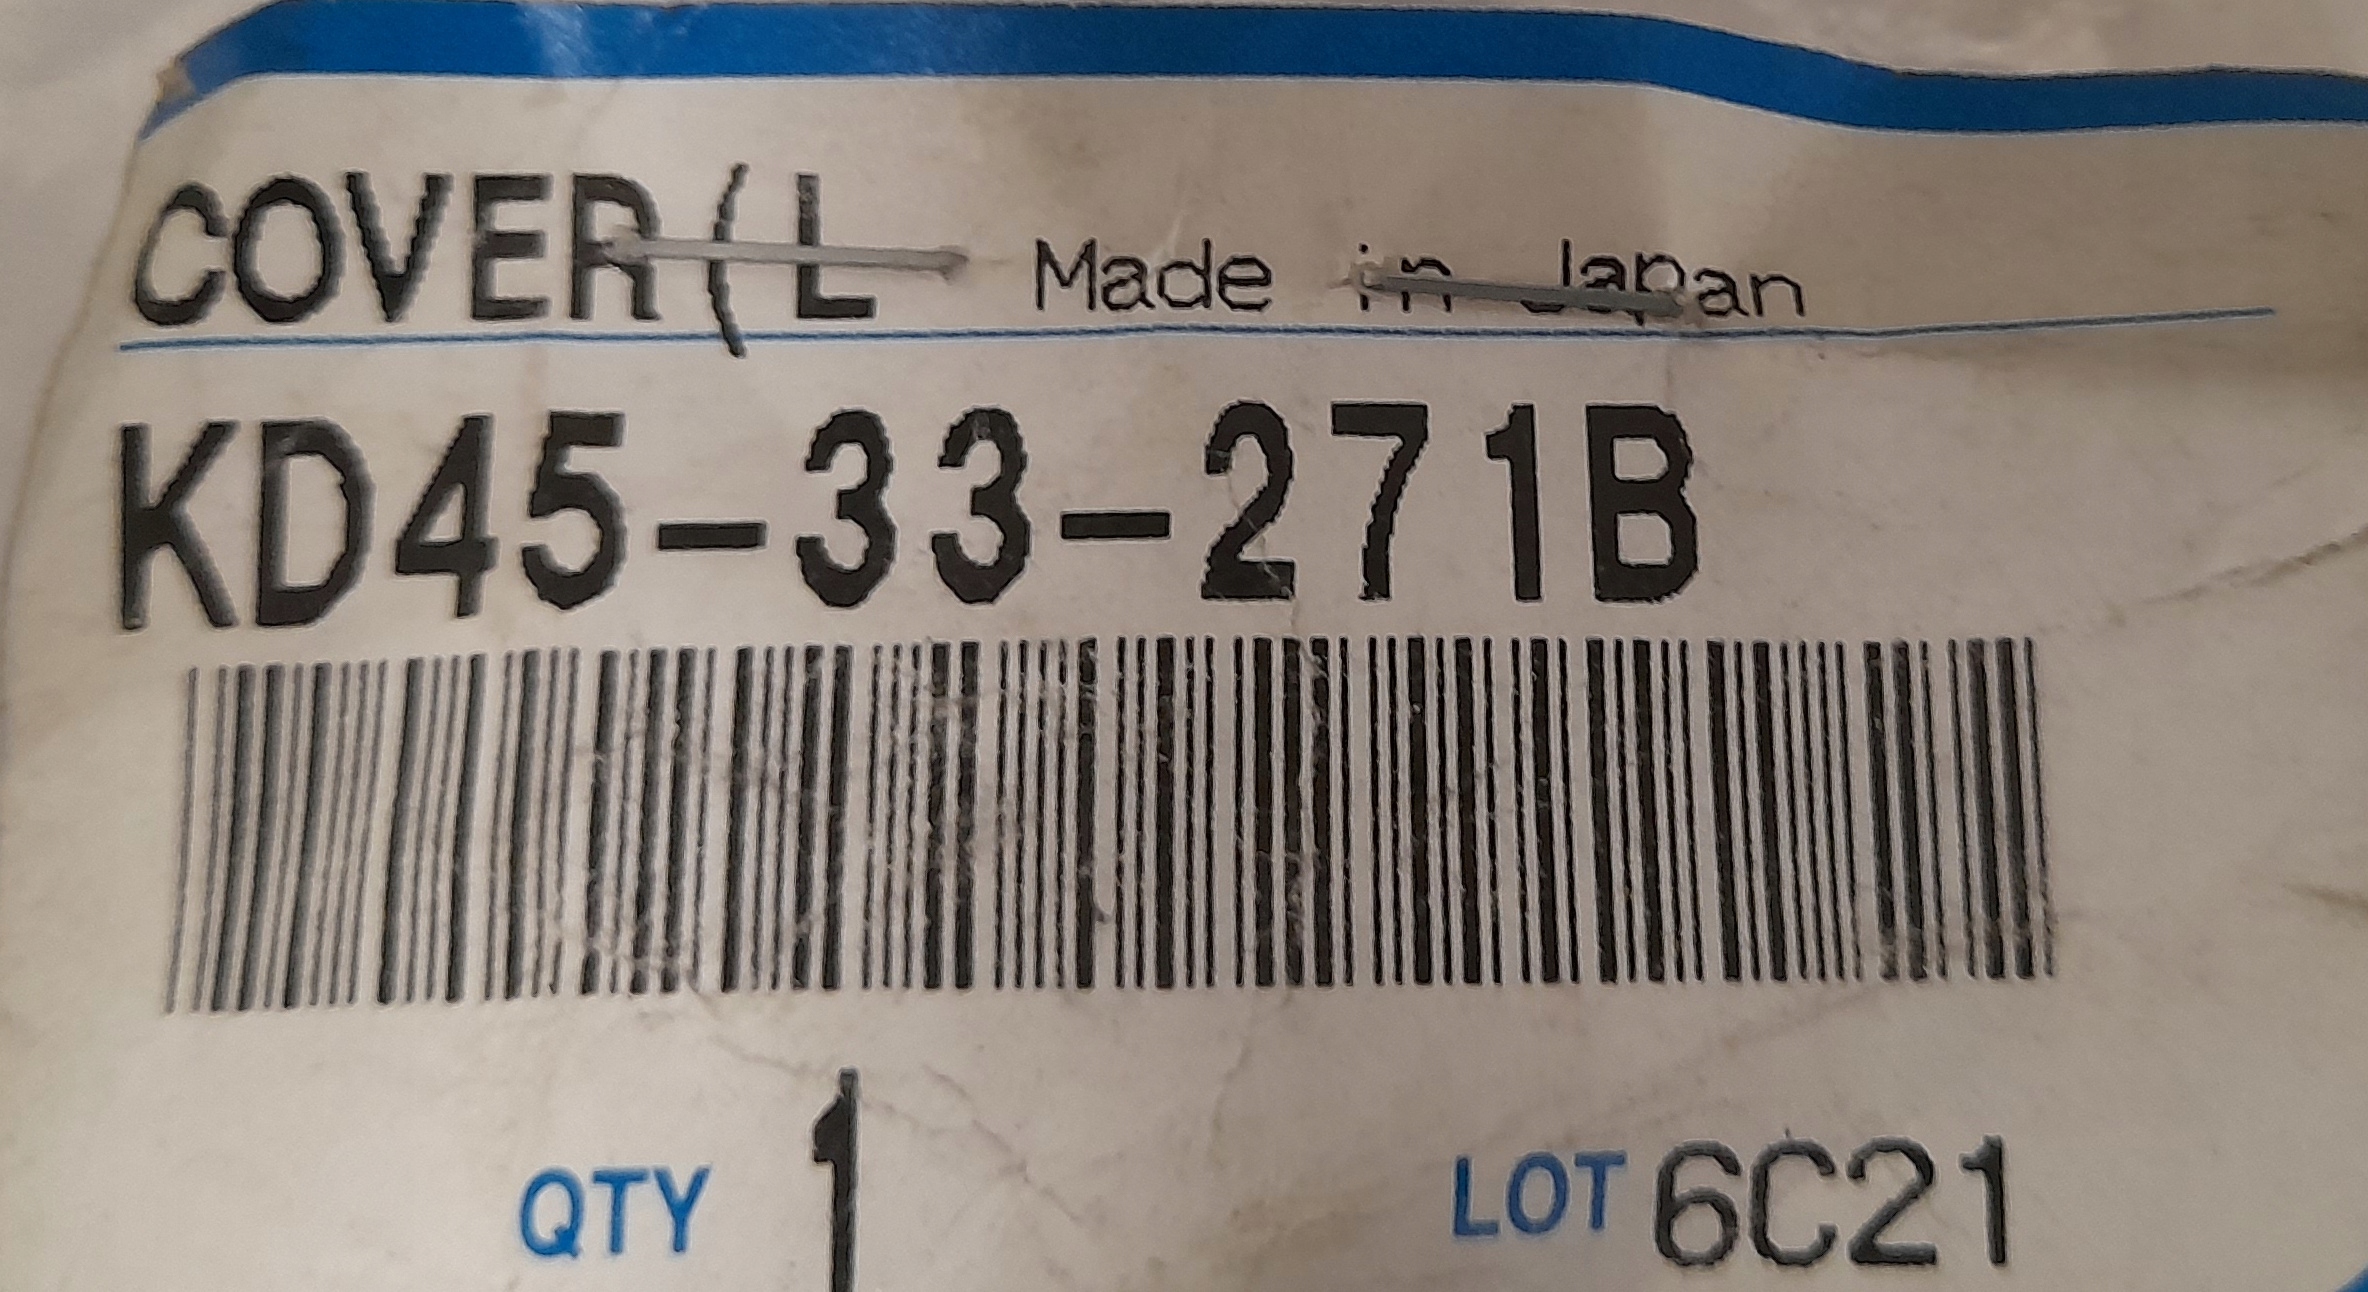 COVER(L Made in Japan
KD45-33-271B
QTY 1 LOT 6C21